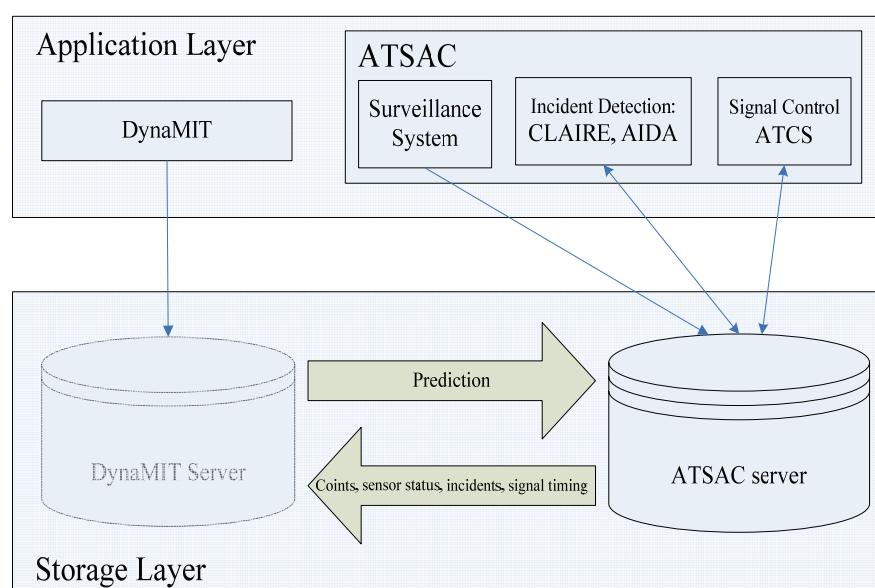 Application Layer
ATSAC
DynaMIT
Surveillance
System
Incident Detection:
CLAIRE, AIDA
Signal Control
ATCS
Prediction
DynaMIT Server
Coints, sensor status, incidents, signal timing
ATSAC server
Storage Layer